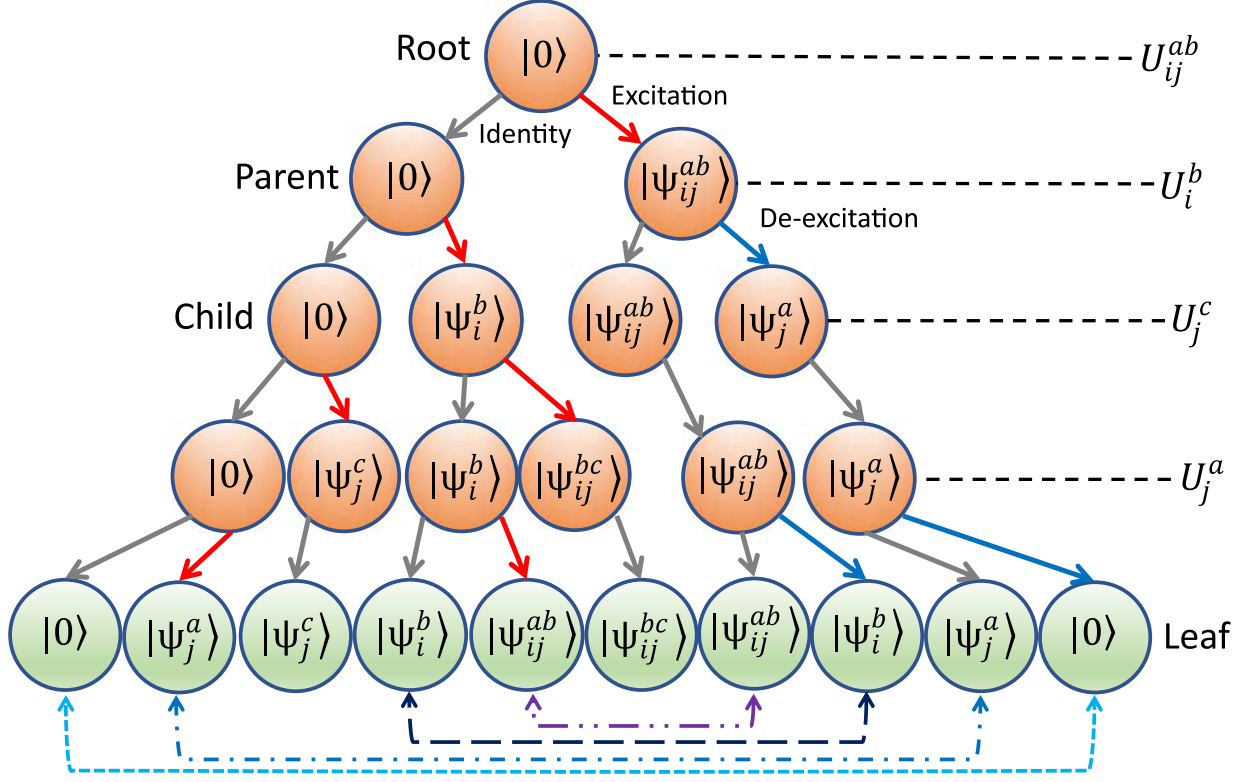 Root |0⟩ U_{ij}^{ab}
Excitation
Identity
Parent |0⟩ |ψ_{ij}^{ab}⟩ U_i^b
De-excitation
Child |0⟩ |ψ_i^b⟩ |ψ_{ij}^{ab}⟩ |ψ_j^a⟩ U_j^c
|0⟩ |ψ_j^c⟩ |ψ_i^b⟩ |ψ_{ij}^{bc}⟩ |ψ_{ij}^{ab}⟩ |ψ_j^a⟩ U_j^a
|0⟩ |ψ_j^a⟩ |ψ_j^c⟩ |ψ_i^b⟩ |ψ_{ij}^{ab}⟩ |ψ_{ij}^{bc}⟩ |ψ_{ij}^{ab}⟩ |ψ_i^b⟩ |ψ_j^a⟩ |0⟩ Leaf